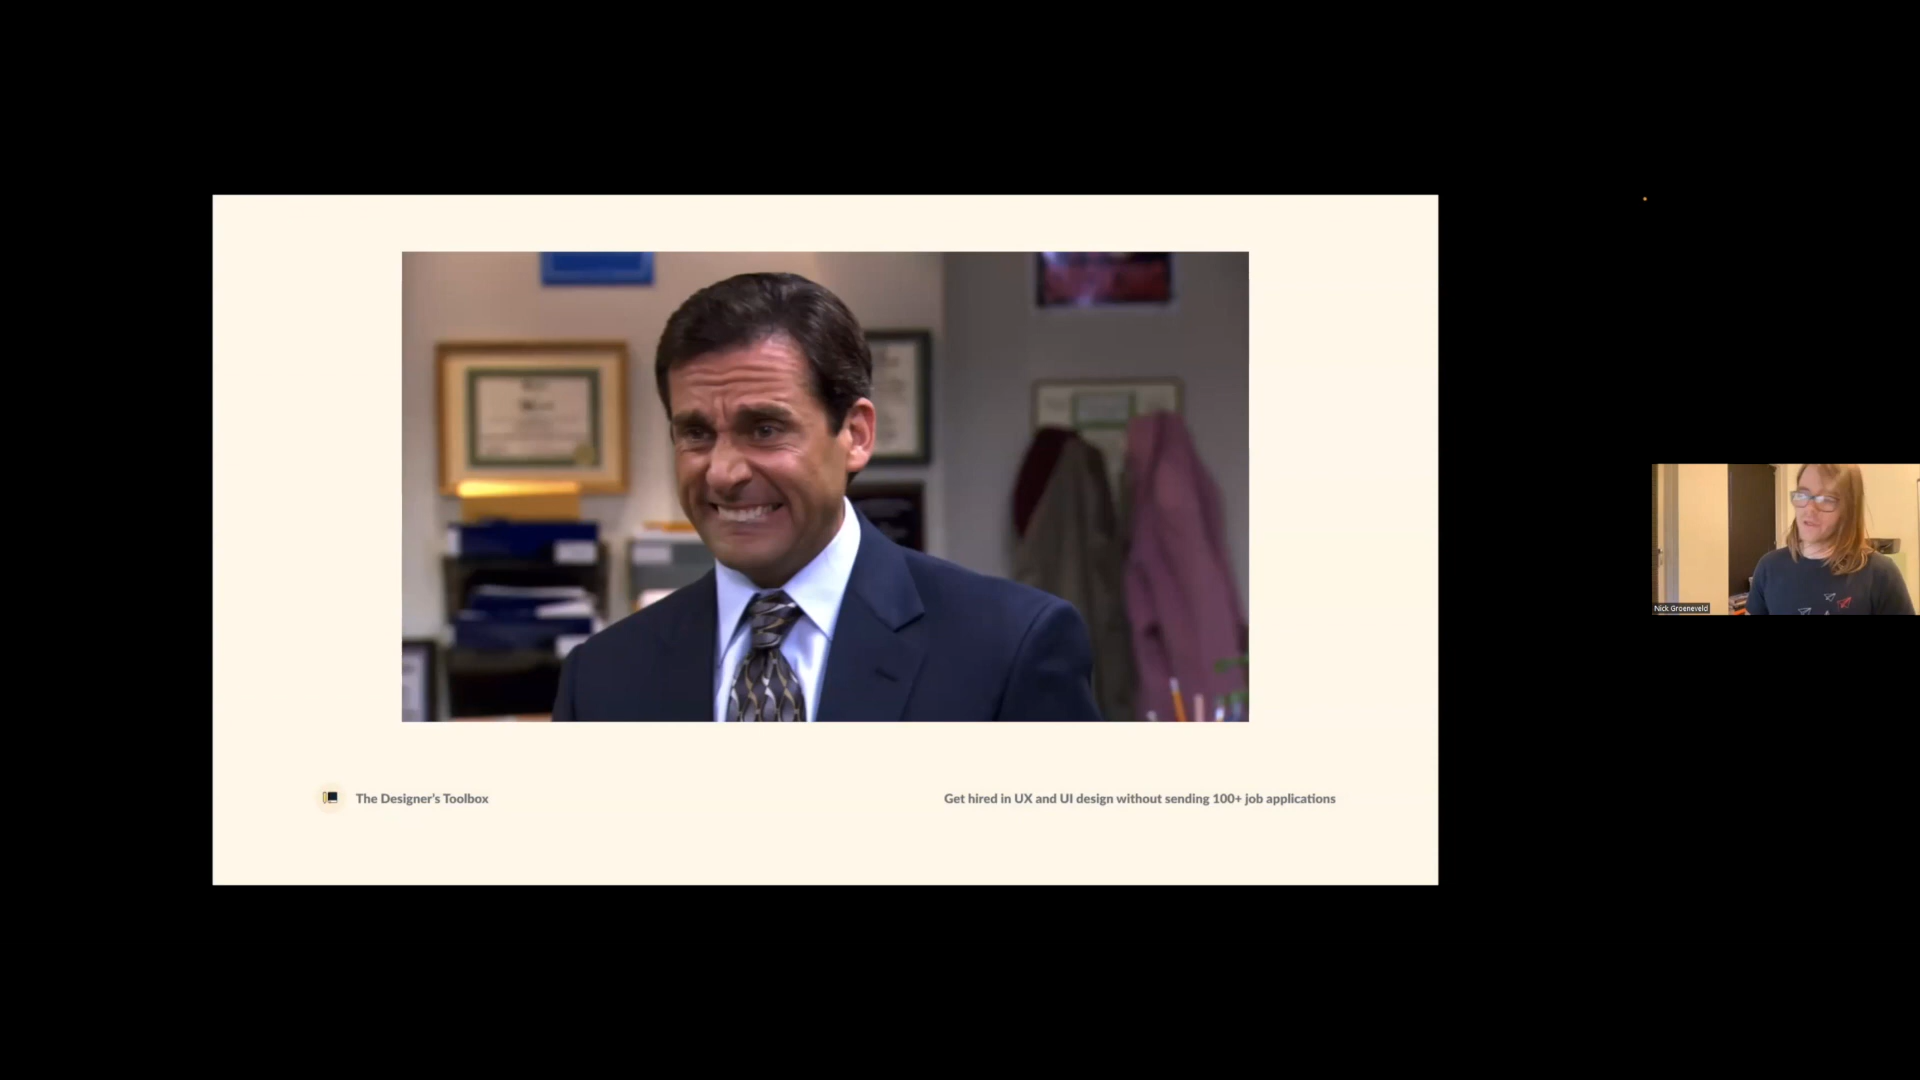 The Designer's Toolbox
Get hired in UX and UI design without sending 100+ job applications
Nick Groeneveld